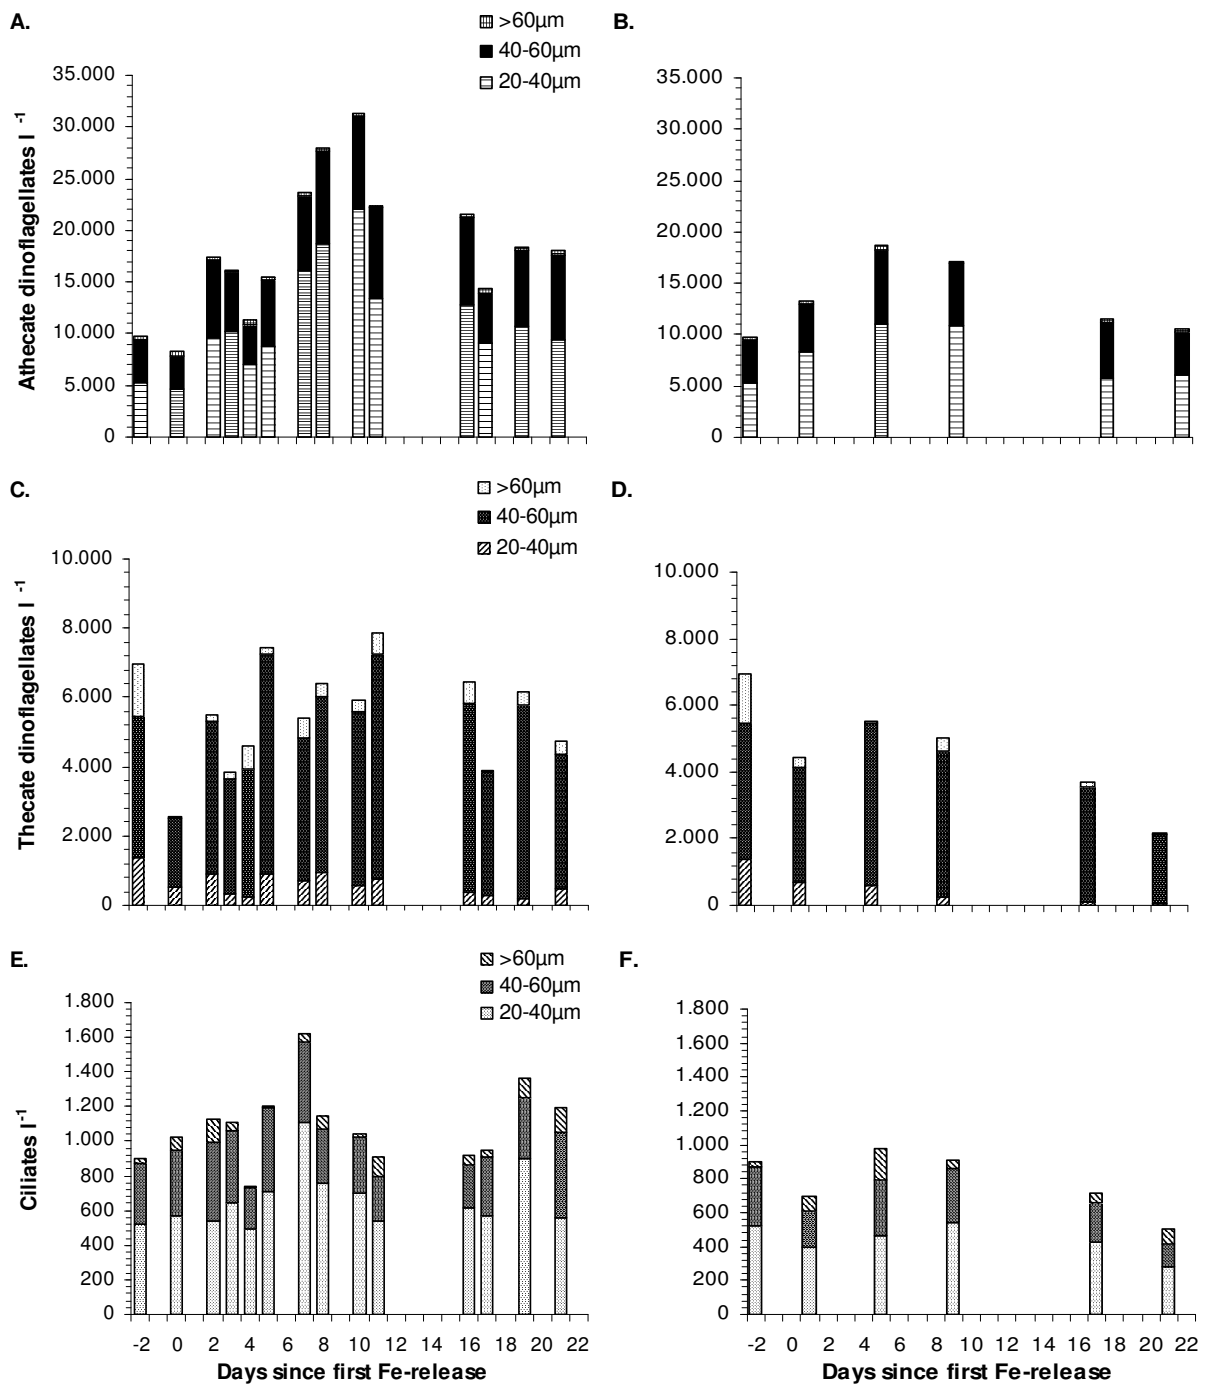 A.
>60µm
40-60µm
20-40µm
B.
35.000
30.000
25.000
20.000
15.000
10.000
5.000
0
Athecate dinoflagellates l -1
35.000
30.000
25.000
20.000
15.000
10.000
5.000
0
C.
>60µm
40-60µm
20-40µm
D.
10.000
8.000
6.000
4.000
2.000
0
Thecate dinoflagellates l -1
10.000
8.000
6.000
4.000
2.000
0
E.
>60µm
40-60µm
20-40µm
F.
1.800
1.600
1.400
1.200
1.000
800
600
400
200
0
Ciliates l-1
-2 0 2 4 6 8 10 12 14 16 18 20 22
Days since first Fe-release
1.800
1.600
1.400
1.200
1.000
800
600
400
200
0
-2 0 2 4 6 8 10 12 14 16 18 20 22
Days since first Fe-release